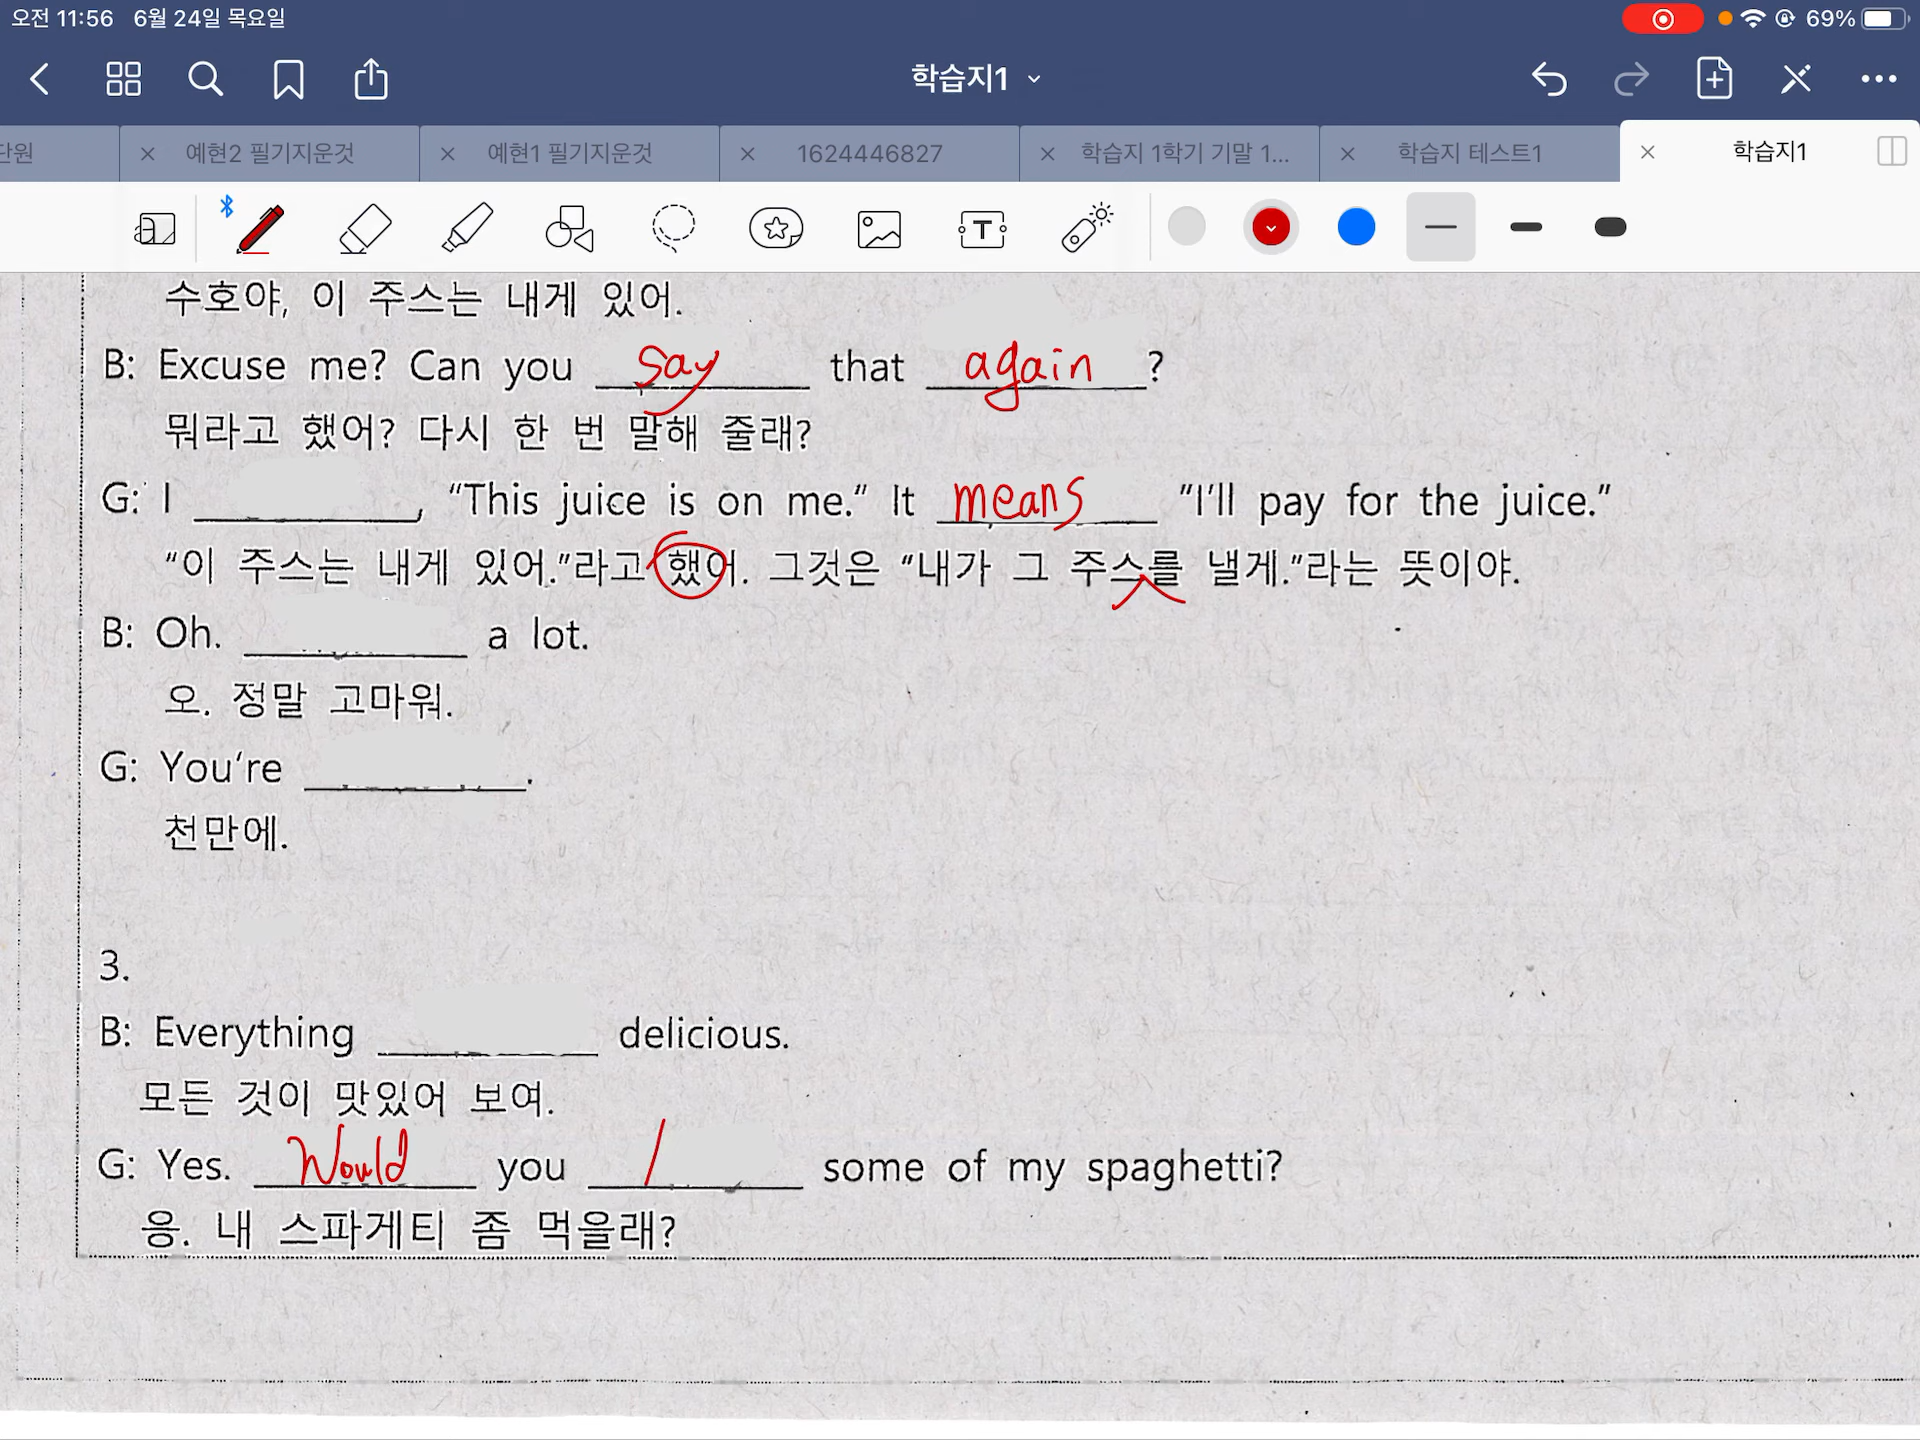 오전 11:56 6월 24일 목요일 69%
학습지1
단원 예현2 필기지운것 예현1 필기지운것 1624446827 학습지 1학기 기말 1... 학습지 테스트1 학습지1
수호야, 이 주스는 내게 있어.
B: Excuse me? Can you say that again?
뭐라고 했어? 다시 한 번 말해 줄래?
G: I ________, “This juice is on me.” It means “I’ll pay for the juice.”
“이 주스는 내게 있어.”라고 했어. 그것은 “내가 그 주스를 낼게.”라는 뜻이야.
B: Oh. ________ a lot.
오. 정말 고마워.
G: You’re ________.
천만에.
3.
B: Everything ________ delicious.
모든 것이 맛있어 보여.
G: Yes. Would you l some of my spaghetti?
응. 내 스파게티 좀 먹을래?